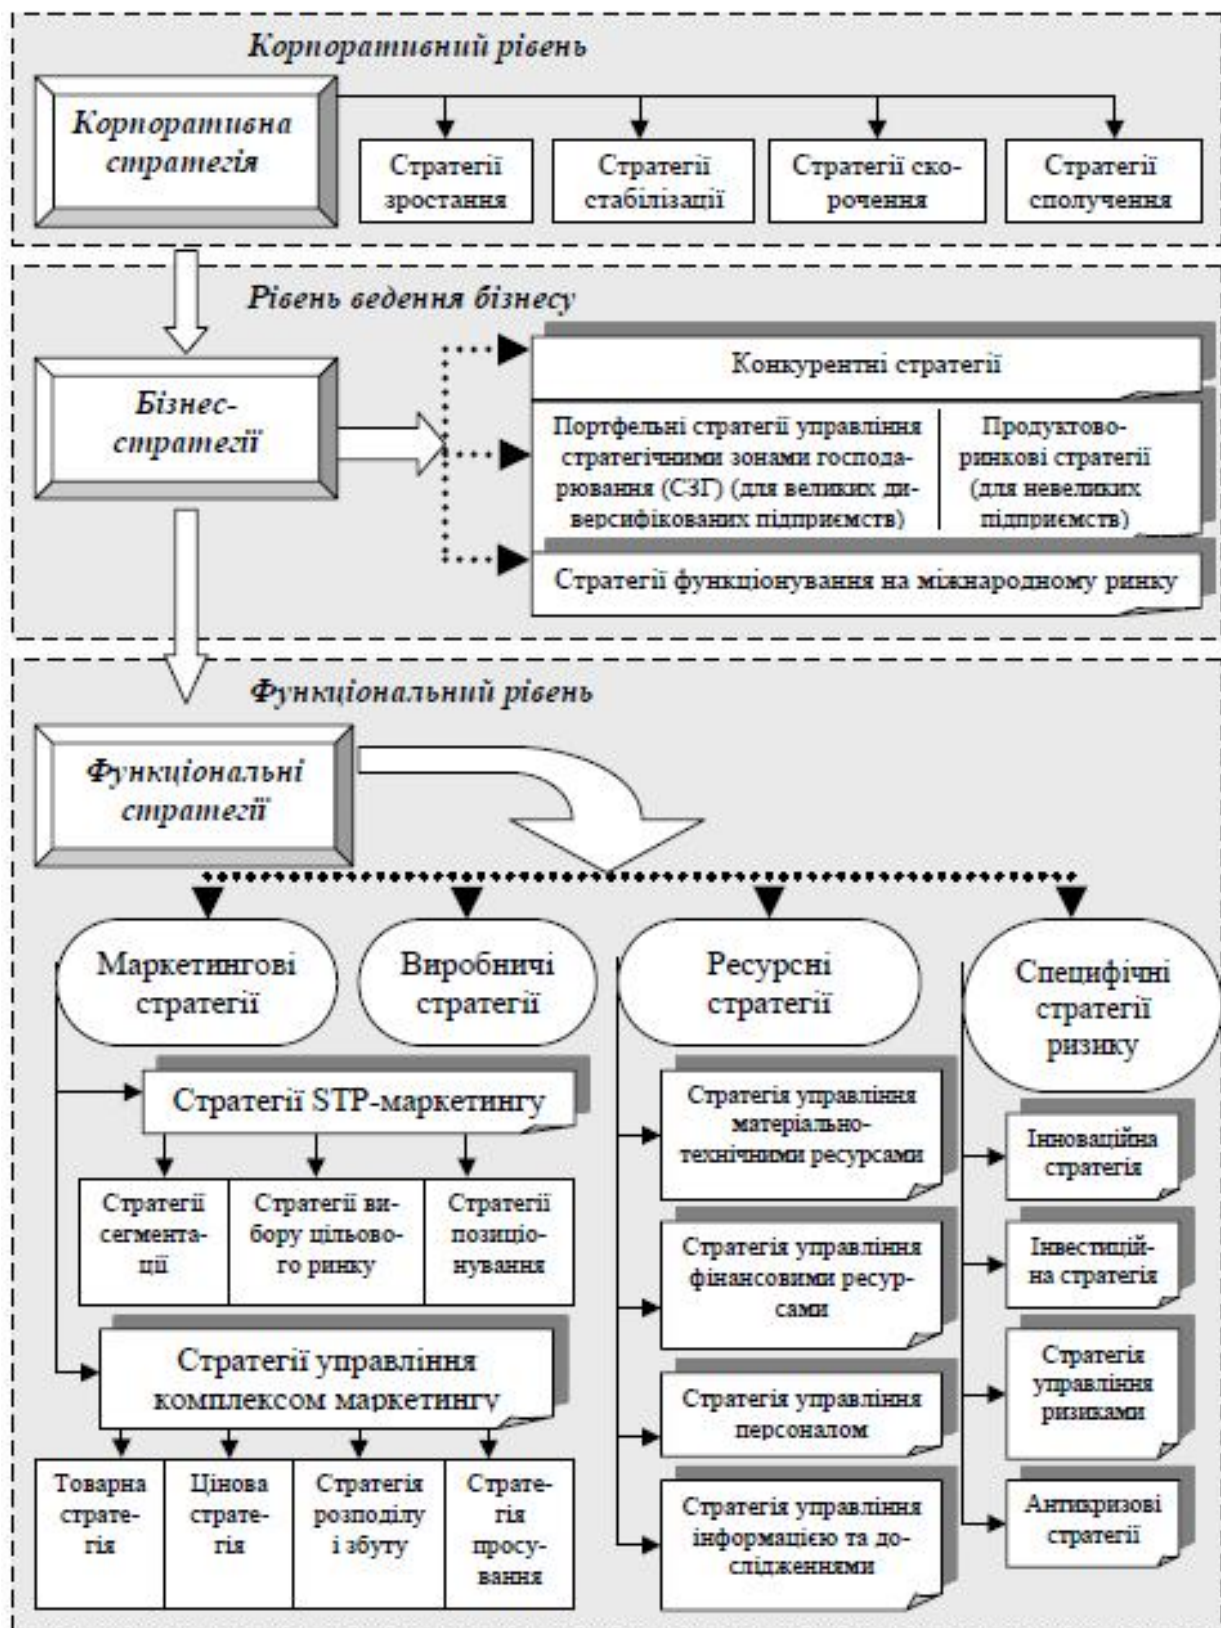 Корпоративний рівень
Корпоративна
стратегія
Стратегії
зростання
Стратегії
стабілізації
Стратегії ско-
рочення
Стратегії
сполучення
Рівень ведення бізнесу
Бізнес-
стратегії
Конкурентні стратегії
Портфельні стратегії управління
стратегічними зонами господа-
рювання (СЗГ) (для великих ди-
версифікованих підприємств)
Продуктово-
ринкові стратегії
(для невеликих
підприємств)
Стратегії функціонування на міжнародному ринку
Функціональний рівень
Функціональні
стратегії
Маркетингові
стратегії
Виробничі
стратегії
Ресурсні
стратегії
Специфічні
стратегії
ризику
Стратегії STP-маркетингу
Стратегії
сегмента-
ції
Стратегії ви-
бору цільово-
го ринку
Стратегії
позиціо-
нування
Стратегії управління
комплексом маркетингу
Товарна
страте-
гія
Цінова
страте-
гія
Стратегія
розподілу
і збуту
Страте-
гія
просу-
вання
Стратегія управління
матеріально-
технічними ресурсами
Стратегія управління
фінансовими ресур-
сами
Стратегія управління
персоналом
Стратегія управління
інформацією та до-
слідженнями
Інноваційна
стратегія
Інвестицій-
на стратегія
Стратегія
управління
ризиками
Антикризові
стратегії